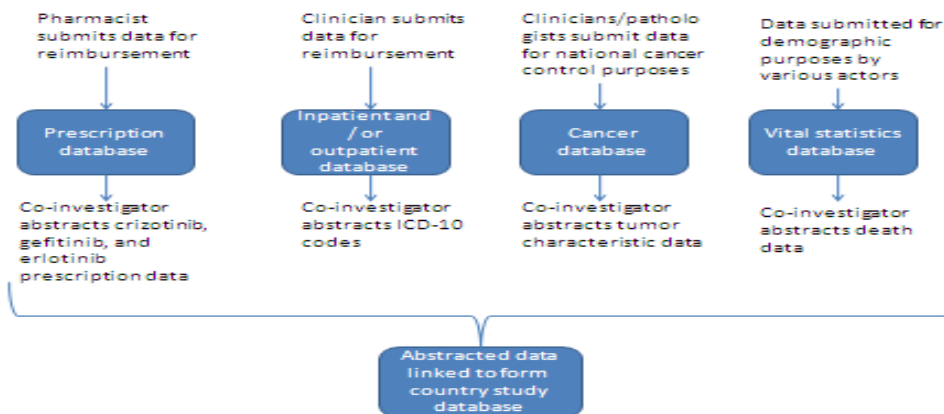 Pharmacist
submits data for
reimbursement
Clinician submits
data for
reimbursement
Clinicians/patholo
gists submit data
for national cancer
control purposes
Data submitted for
demographic
purposes by
various actors
Prescription
database
Inpatient and
/ or
outpatient
database
Cancer
database
Vital statistics
database
Co-investigator
abstracts crizotinib,
gefitinib, and
erlotinib
prescription data
Co-investigator
abstracts ICD-10
codes
Co-investigator
abstracts tumor
characteristic data
Co-investigator
abstracts death
data
Abstracted data
linked to form
country study
database